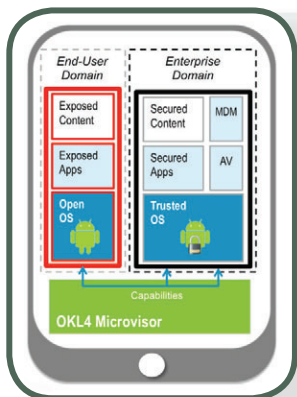 End-User
Domain
Enterprise
Domain
Exposed
Content
Secured
Content
MDM
Exposed
Apps
Secured
Apps
AV
Open
OS
Trusted
OS
Capabilities
OKL4 Microvisor